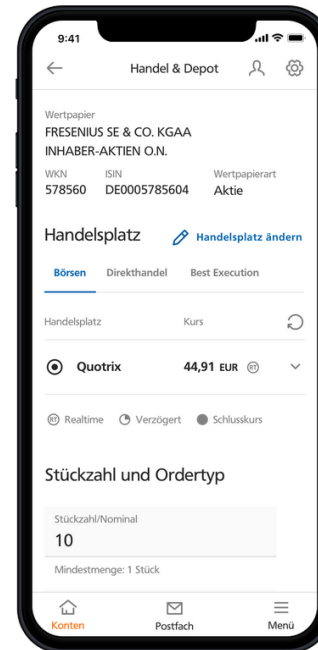 9:41
Handel & Depot
Wertpapier
FRESENIUS SE & CO. KGAA
INHABER-AKTIEN O.N.
WKN ISIN Wertpapierart
578560 DE0005785604 Aktie
Handelsplatz Handelsplatz ändern
Börsen Direkthandel Best Execution
Handelsplatz Kurs
Quotrix 44,91 EUR RT
RT Realtime Verzögert Schlusskurs
Stückzahl und Ordertyp
Stückzahl/Nominal
10
Mindestmenge: 1 Stück
Konten Postfach Menü